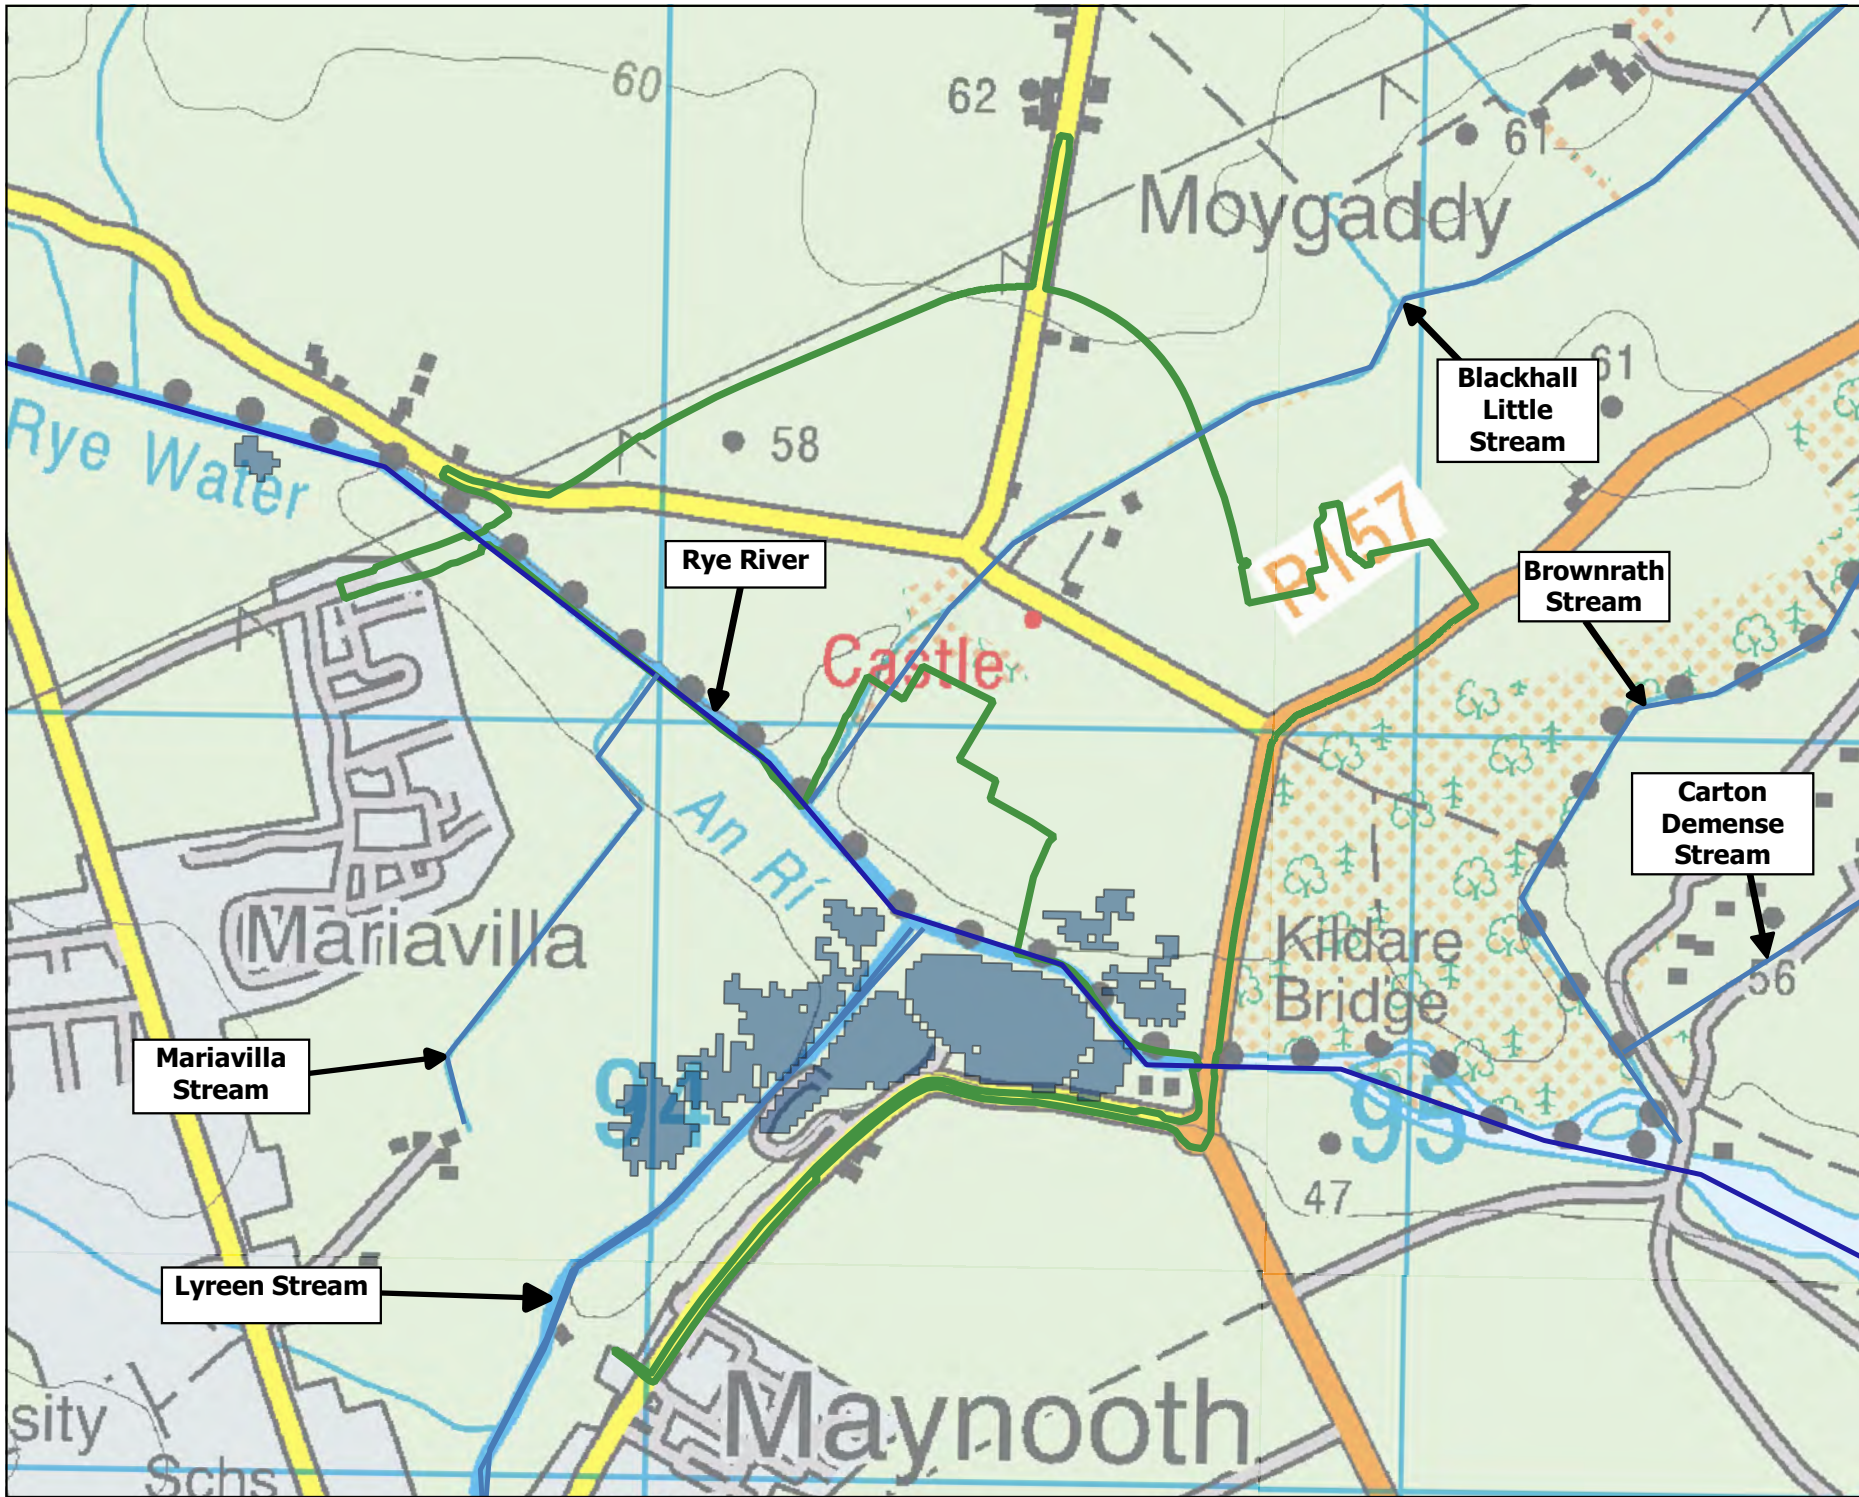 60
62
61
Moygaddy
61
Blackhall
Little
Stream
58
Rye Water
R157
Rye River
Brownrath
Stream
Castle
Carton
Demense
Stream
An Rí
Mariavilla
Kildare
Bridge
56
Mariavilla
Stream
94
95
47
Lyreen Stream
Maynooth
sity
Schs